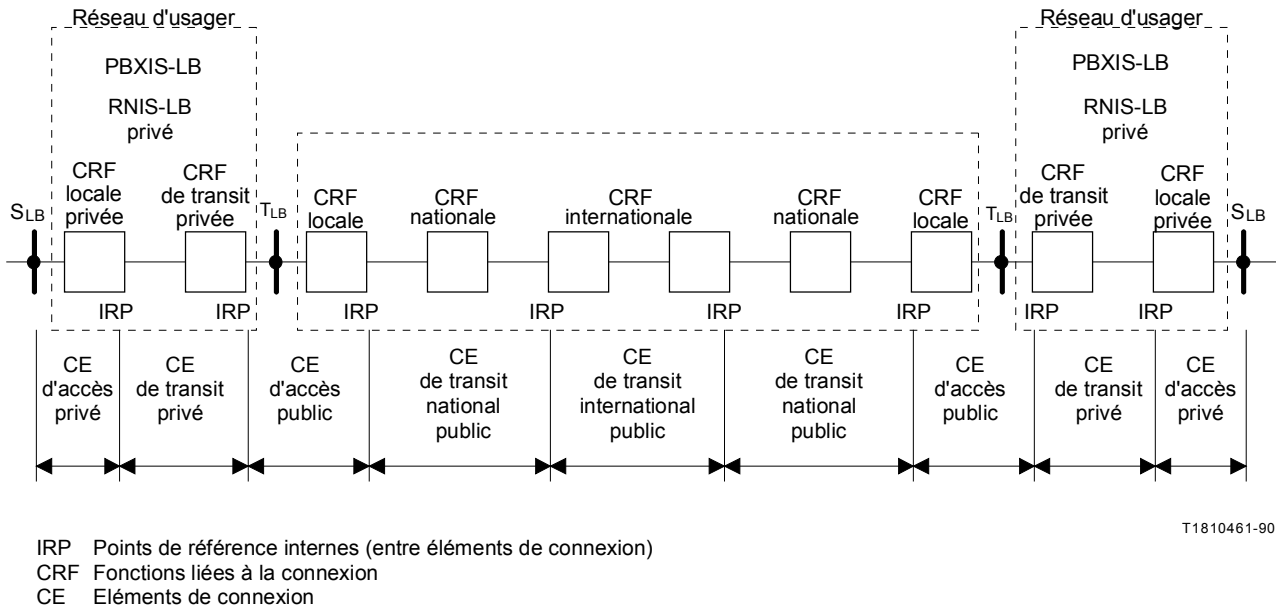 Réseau d'usager
Réseau d'usager
PBXIS-LB
RNIS-LB
privé
PBXIS-LB
RNIS-LB
privé
SLB
CRF
locale
privée
CRF
de transit
privée
TLB
CRF
locale
CRF
nationale
CRF
internationale
CRF
nationale
CRF
locale
TLB
CRF
de transit
privée
CRF
locale
privée
SLB
IRP
IRP
IRP
IRP
IRP
IRP
IRP
IRP
CE
d'accès
privé
CE
de transit
privé
CE
d'accès
public
CE
de transit
national
public
CE
de transit
international
public
CE
de transit
national
public
CE
d'accès
public
CE
de transit
privé
CE
d'accès
privé
T1810461-90
IRP Points de référence internes (entre éléments de connexion)
CRF Fonctions liées à la connexion
CE Eléments de connexion